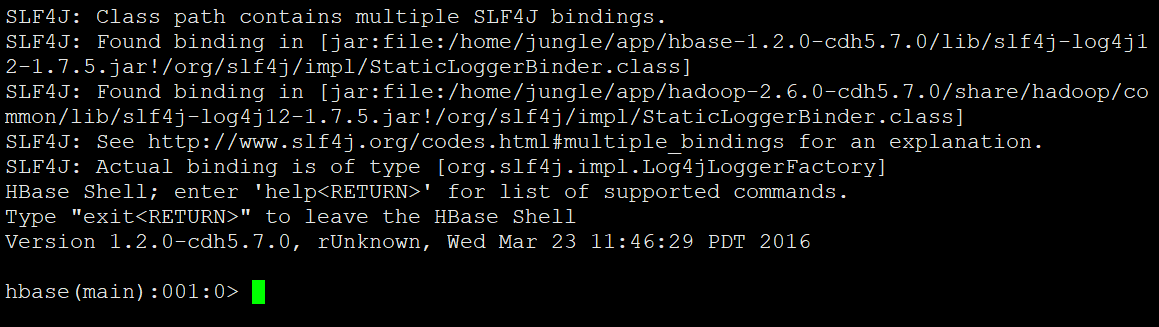 SLF4J: Class path contains multiple SLF4J bindings.
SLF4J: Found binding in [jar:file:/home/jungle/app/hbase-1.2.0-cdh5.7.0/lib/slf4j-log4j1
2-1.7.5.jar!/org/slf4j/impl/StaticLoggerBinder.class]
SLF4J: Found binding in [jar:file:/home/jungle/app/hadoop-2.6.0-cdh5.7.0/share/hadoop/co
mmon/lib/slf4j-log4j12-1.7.5.jar!/org/slf4j/impl/StaticLoggerBinder.class]
SLF4J: See http://www.slf4j.org/codes.html#multiple_bindings for an explanation.
SLF4J: Actual binding is of type [org.slf4j.impl.Log4jLoggerFactory]
HBase Shell; enter 'help<RETURN>' for list of supported commands.
Type "exit<RETURN>" to leave the HBase Shell
Version 1.2.0-cdh5.7.0, rUnknown, Wed Mar 23 11:46:29 PDT 2016
hbase(main):001:0>